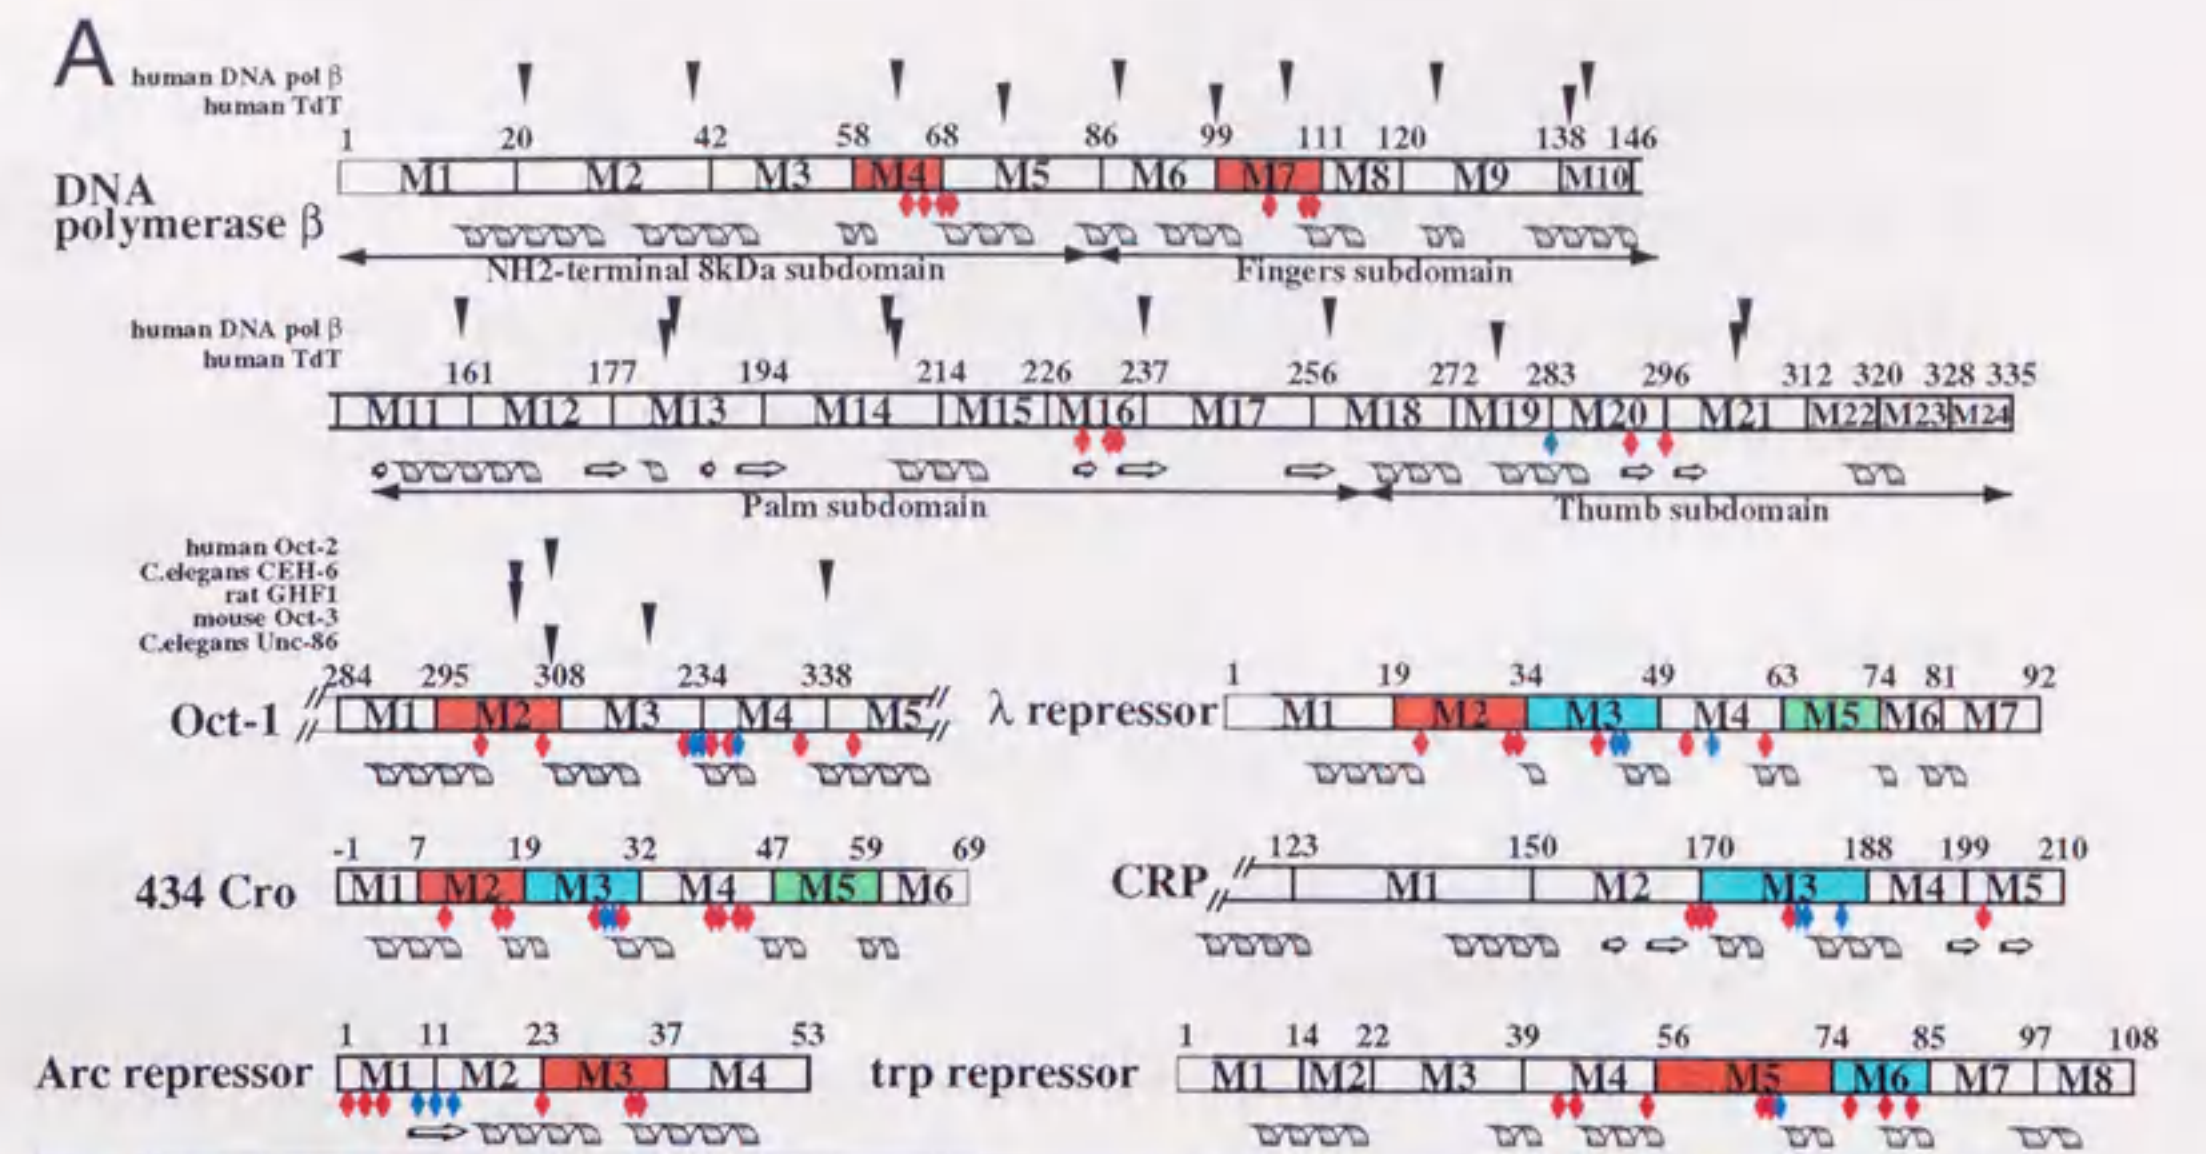 A
human DNA pol β
human TdT
1 20 42 58 68 86 99 111 120 138 146
DNA polymerase β
M1 M2 M3 M4 M5 M6 M7 M8 M9 M10
NH2-terminal 8kDa subdomain Fingers subdomain
human DNA pol β
human TdT
161 177 194 214 226 237 256 272 283 296 312 320 328 335
M11 M12 M13 M14 M15 M16 M17 M18 M19 M20 M21 M22 M23 M24
Palm subdomain Thumb subdomain
human Oct-2
C.elegans CEH-6
rat GHF1
mouse Oct-3
C.elegans Unc-86
284 295 308 234 338
Oct-1 // M1 M2 M3 M4 M5 //
1 19 34 49 63 74 81 92
λ repressor M1 M2 M3 M4 M5 M6 M7
-1 7 19 32 47 59 69
434 Cro M1 M2 M3 M4 M5 M6
123 150 170 188 199 210
CRP // M1 M2 M3 M4 M5
1 11 23 37 53
Arc repressor M1 M2 M3 M4
1 14 22 39 56 74 85 97 108
trp repressor M1 M2 M3 M4 M5 M6 M7 M8